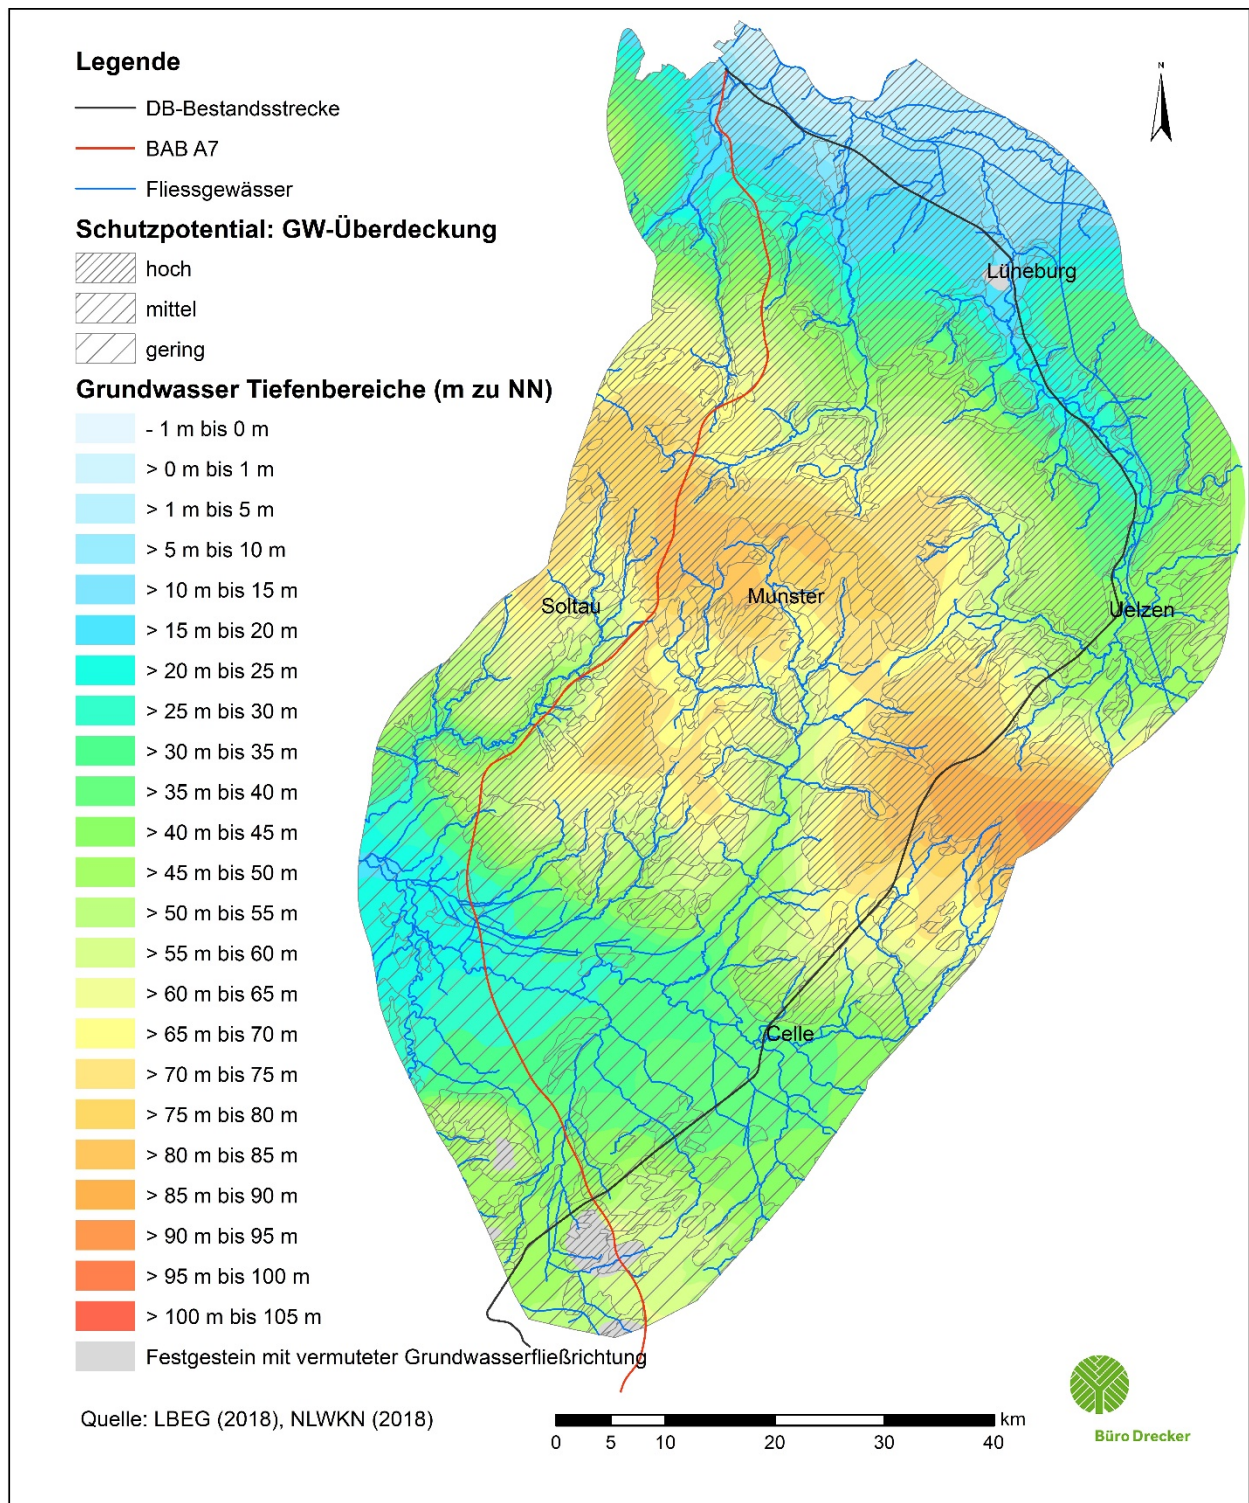 Legende
DB-Bestandsstrecke
BAB A7
Fliessgewässer
Schutzpotential: GW-Überdeckung
hoch
mittel
gering
Grundwasser Tiefenbereiche (m zu NN)
- 1 m bis 0 m
> 0 m bis 1 m
> 1 m bis 5 m
> 5 m bis 10 m
> 10 m bis 15 m
> 15 m bis 20 m
> 20 m bis 25 m
> 25 m bis 30 m
> 30 m bis 35 m
> 35 m bis 40 m
> 40 m bis 45 m
> 45 m bis 50 m
> 50 m bis 55 m
> 55 m bis 60 m
> 60 m bis 65 m
> 65 m bis 70 m
> 70 m bis 75 m
> 75 m bis 80 m
> 80 m bis 85 m
> 85 m bis 90 m
> 90 m bis 95 m
> 95 m bis 100 m
> 100 m bis 105 m
Festgestein mit vermuteter Grundwasserfließrichtung
Quelle: LBEG (2018), NLWKN (2018)
N
Lüneburg
Soltau
Munster
Uelzen
Celle
km
0 5 10 20 30 40
Büro Drecker